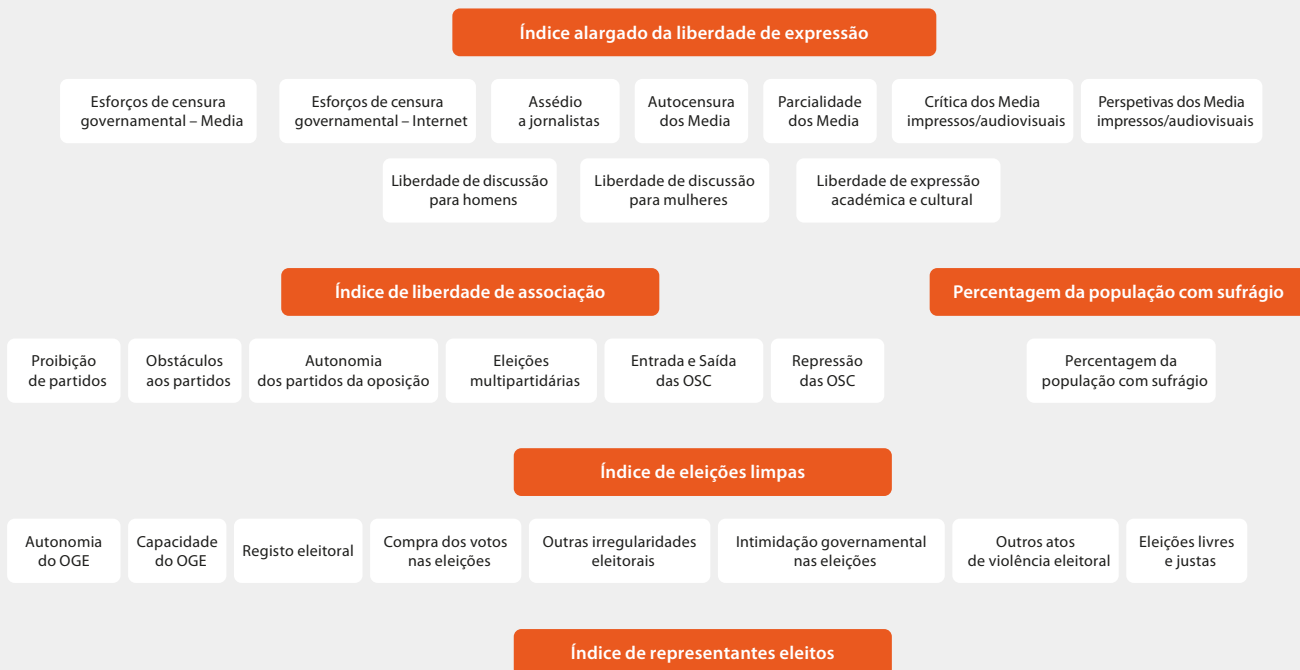 Índice alargado da liberdade de expressão
Esforços de censura
governamental – Media
Esforços de censura
governamental – Internet
Assédio
a jornalistas
Autocensura
dos Media
Parcialidade
dos Media
Crítica dos Media
impressos/audiovisuais
Perspetivas dos Media
impressos/audiovisuais
Liberdade de discussão
para homens
Liberdade de discussão
para mulheres
Liberdade de expressão
académica e cultural
Índice de liberdade de associação
Percentagem da população com sufrágio
Proibição
de partidos
Obstáculos
aos partidos
Autonomia
dos partidos da oposição
Eleições
multipartidárias
Entrada e Saída
das OSC
Repressão
das OSC
Percentagem da
população com sufrágio
Índice de eleições limpas
Autonomia
do OGE
Capacidade
do OGE
Registo eleitoral
Compra dos votos
nas eleições
Outras irregularidades
eleitorais
Intimidação governamental
nas eleições
Outros atos
de violência eleitoral
Eleições livres
e justas
Índice de representantes eleitos